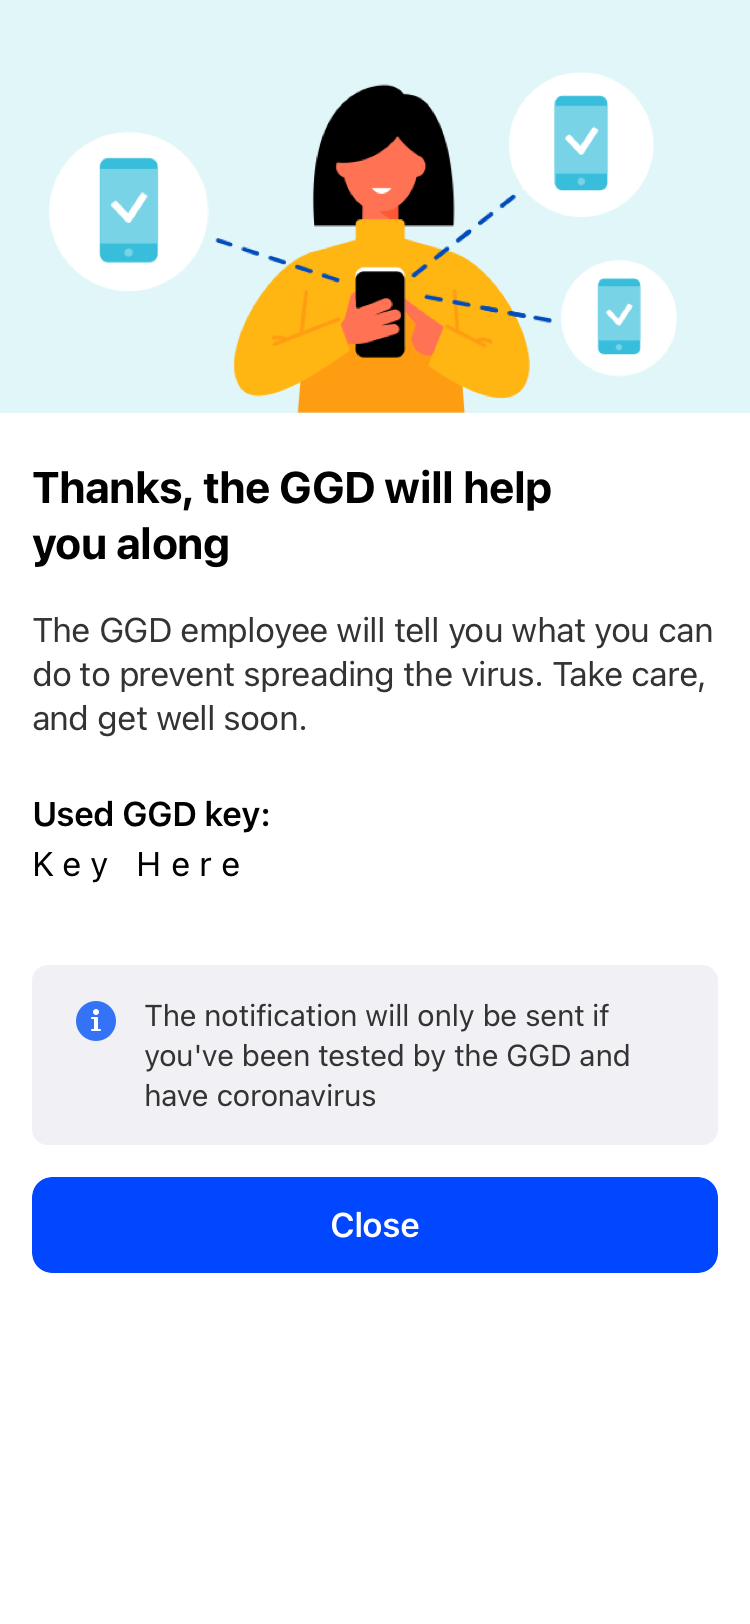 Thanks, the GGD will help
you along
The GGD employee will tell you what you can
do to prevent spreading the virus. Take care,
and get well soon.
Used GGD key:
Key Here
The notification will only be sent if
you've been tested by the GGD and
have coronavirus
Close